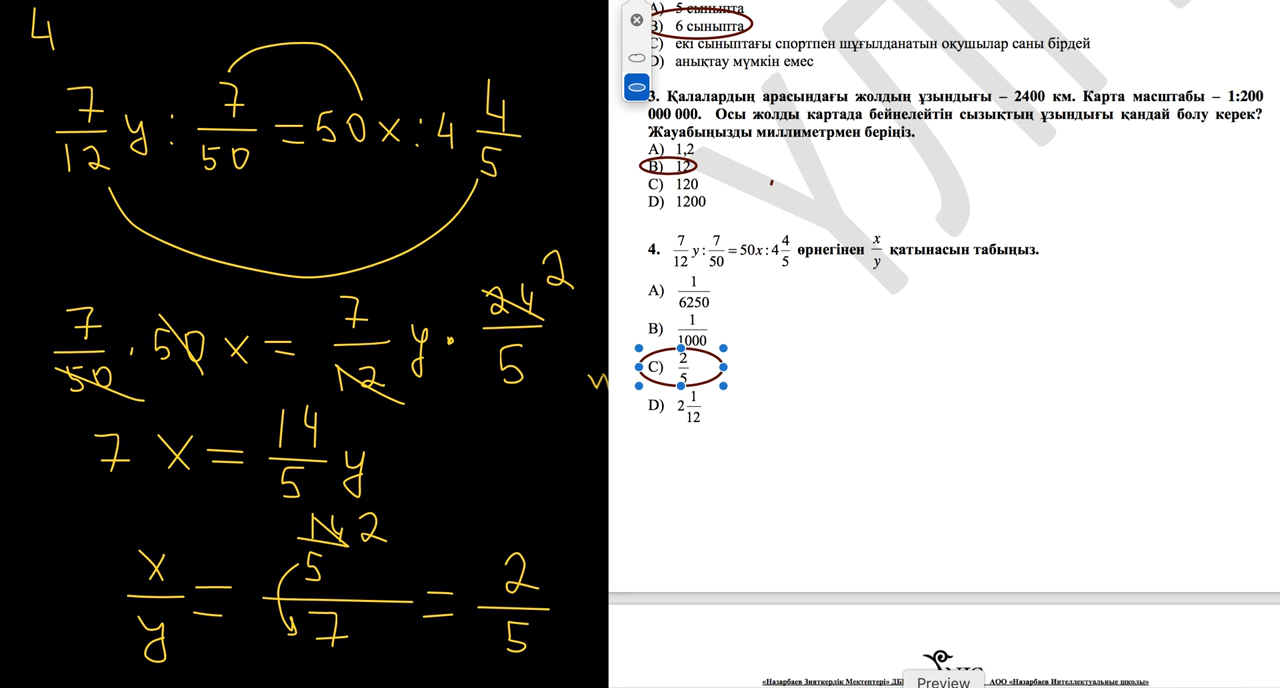 4
7/12 y : 7/50 = 50x : 4 4/5
7/50 · 50 x = 7/12 y · 24/5 2
7 x = 14/5 y
x/y = 14/5 2 / 7 = 2/5
A) 5 сыныпта
B) 6 сыныпта
C) екі сыныптағы спортпен шұғылданатын оқушылар саны бірдей
D) анықтау мүмкін емес
3. Қалалардың арасындағы жолдың ұзындығы – 2400 км. Карта масштабы – 1:200
000 000. Осы жолды картада бейнелейтін сызықтың ұзындығы қандай болу керек?
Жауабыңызды миллиметрмен беріңіз.
A) 1,2
B) 12
C) 120
D) 1200
4. 7/12 y : 7/50 = 50x : 4 4/5 өрнегінен x/y қатынасын табыңыз.
A) 1/6250
B) 1/1000
C) 2/5
D) 2 1/12
«Назарбаев Зияткерлік Мектептері» ДБ
АОО «Назарбаев Интеллектуальные школы»
Preview